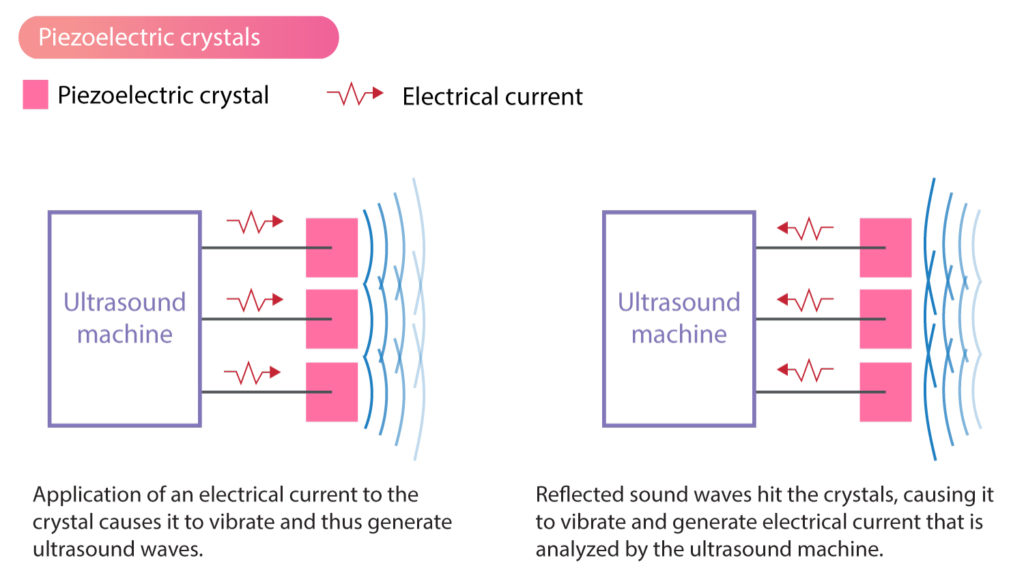 Piezoelectric crystals
Piezoelectric crystal
Electrical current
Ultrasound
machine
Application of an electrical current to the
crystal causes it to vibrate and thus generate
ultrasound waves.
Ultrasound
machine
Reflected sound waves hit the crystals, causing it
to vibrate and generate electrical current that is
analyzed by the ultrasound machine.